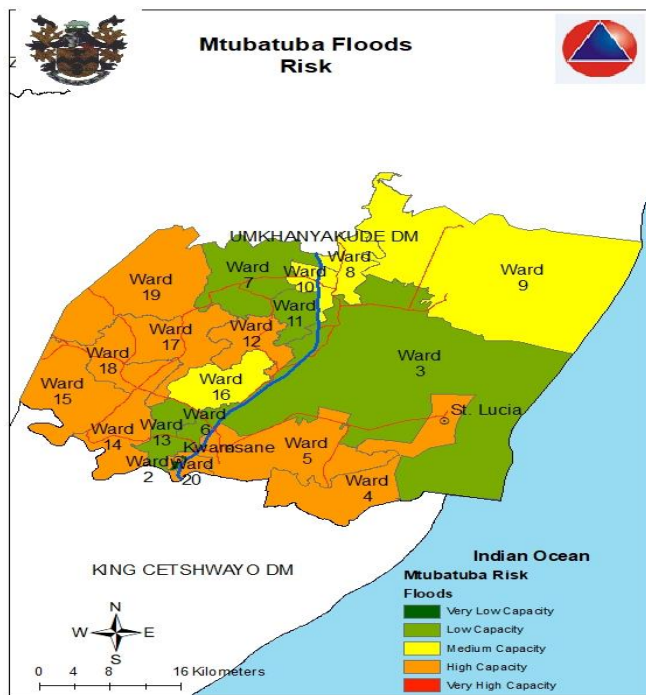 Mtubatuba Floods
Risk
UMKHANYAKUDE DM
Ward
7
Ward
8
Ward
10
Ward
9
Ward
19
Ward
11
Ward
12
Ward
17
Ward
3
Ward
18
Ward
15
Ward
16
St. Lucia
Ward
6
Ward
13
Ward
14
Ward
5
Ward
2
Ward
20
Ward
4
KING CETSHWAYO DM
Indian Ocean
Mtubatuba Risk
Floods
Very Low Capacity
Low Capacity
Medium Capacity
High Capacity
Very High Capacity
N
W E
S
0 4 8 16 Kilometers